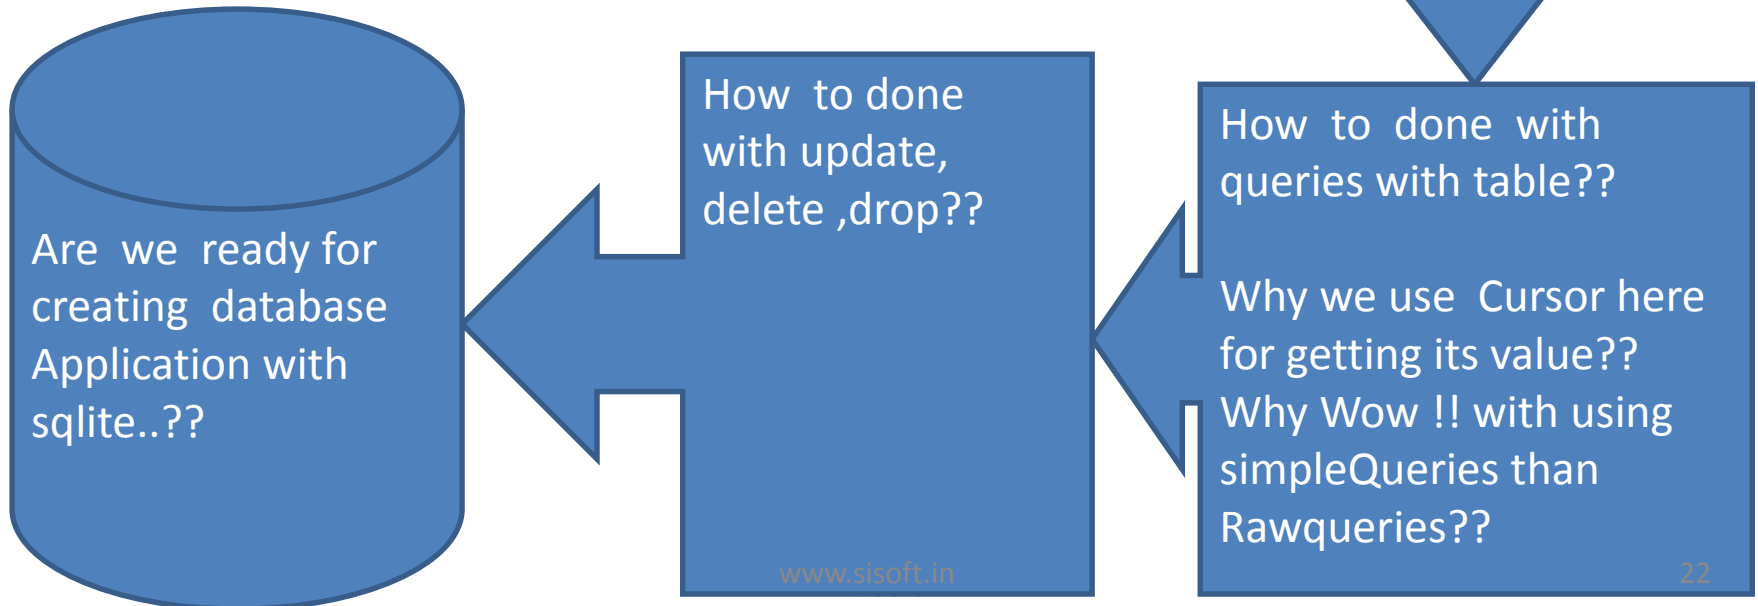 Are we ready for
creating database
Application with
sqlite..??
How to done
with update,
delete ,drop??
How to done with
queries with table??
Why we use Cursor here
for getting its value??
Why Wow !! with using
simpleQueries than
Rawqueries??
www.sisoft.in
22